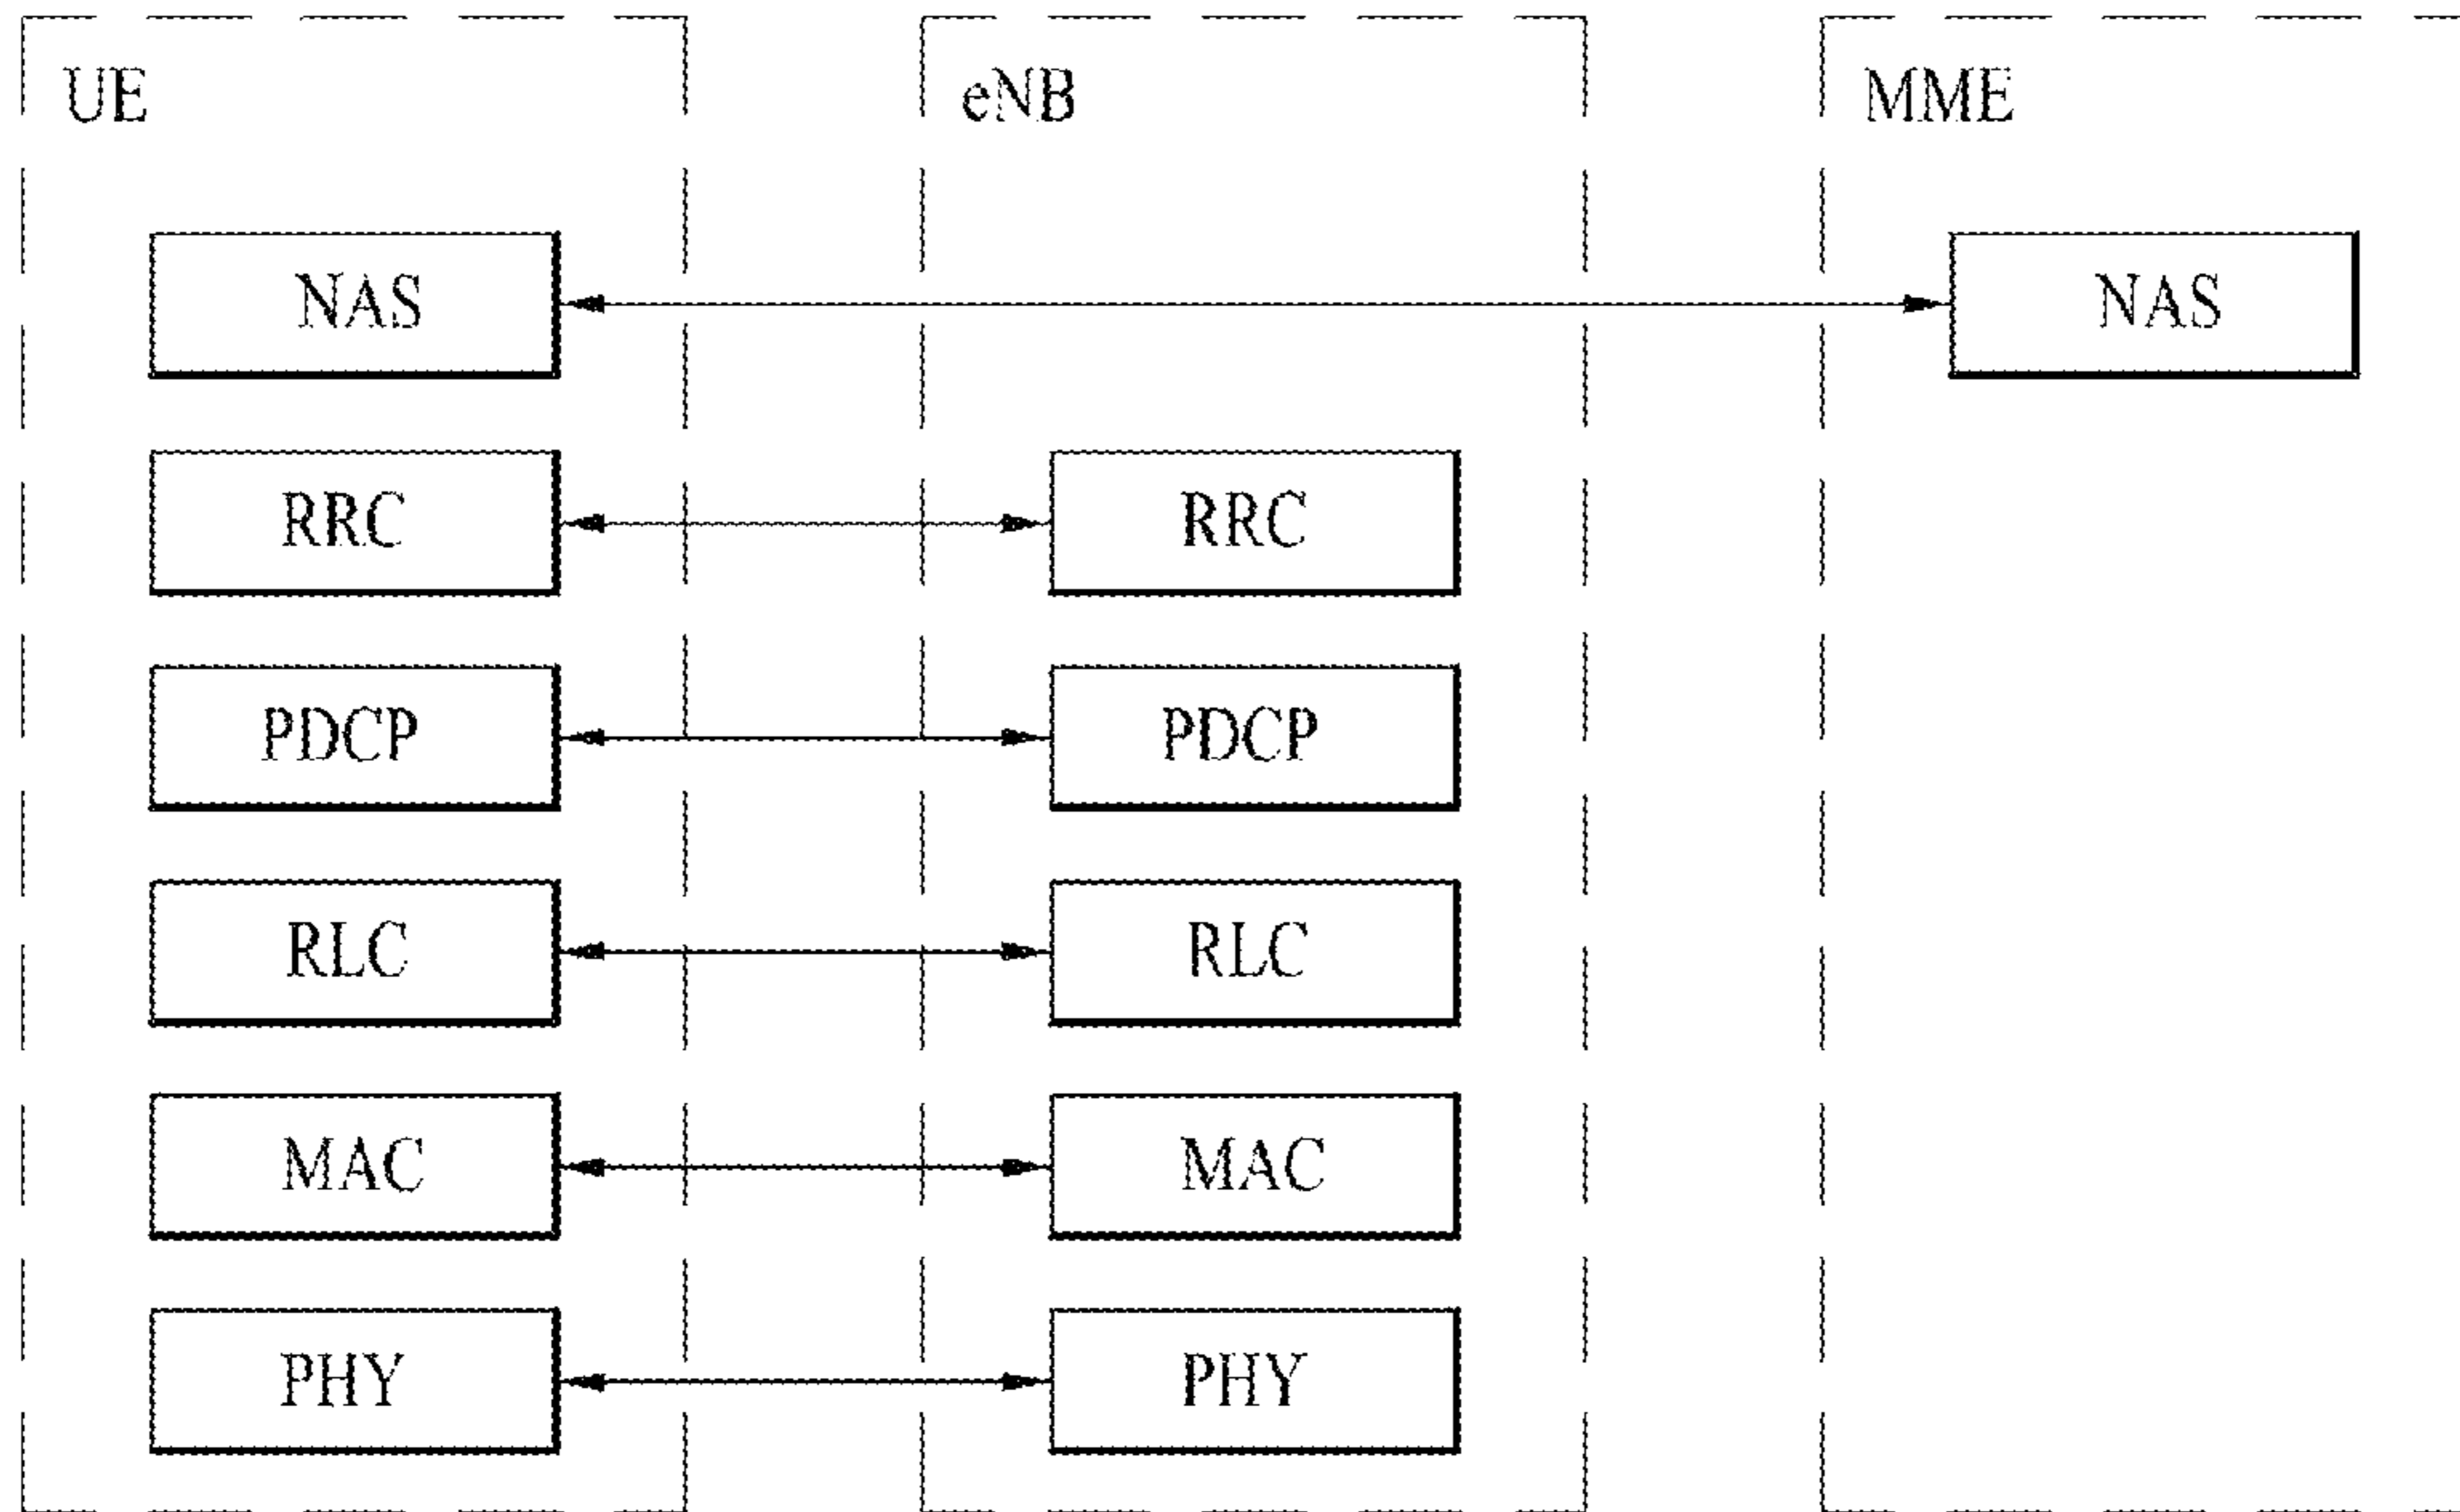 UE eNB MME
NAS NAS
RRC RRC
PDCP PDCP
RLC RLC
MAC MAC
PHY PHY